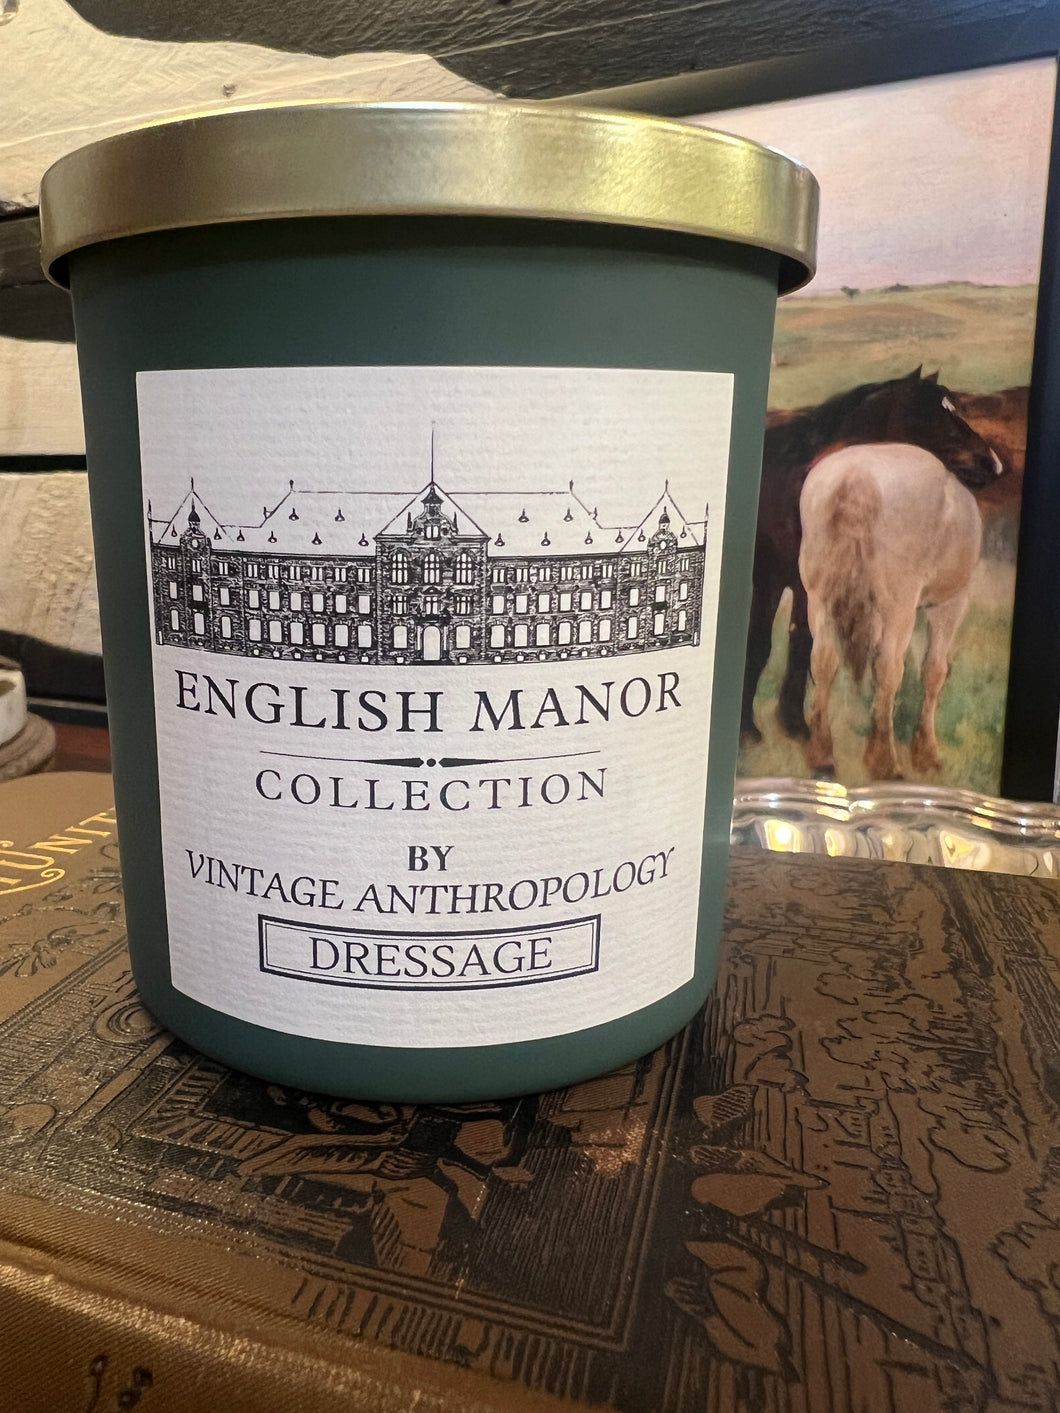 ENGLISH MANOR
COLLECTION
BY
VINTAGE ANTHROPOLOGY
DRESSAGE